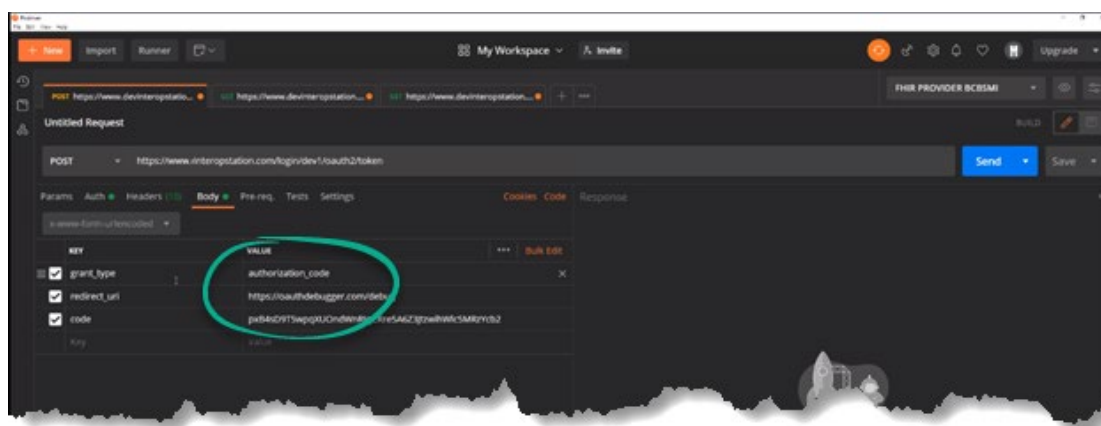 Postman
File Edit View Help
+ New Import Runner My Workspace Invite Upgrade
POST https://www.devinteropstatio... GET https://www.devinteropstation.... GET https://www.devinteropstation.... + ••• FHIR PROVIDER BCBSMI
Untitled Request BUILD
POST https://www.interopstation.com/login/dev1/oauth2/token Send Save
Params Auth Headers Body Pre-req. Tests Settings Cookies Code Response
x-www-form-urlencoded
KEY VALUE ••• Bulk Edit
grant_type authorization_code
redirect_uri https://oauthdebugger.com/debug
code
Key Value